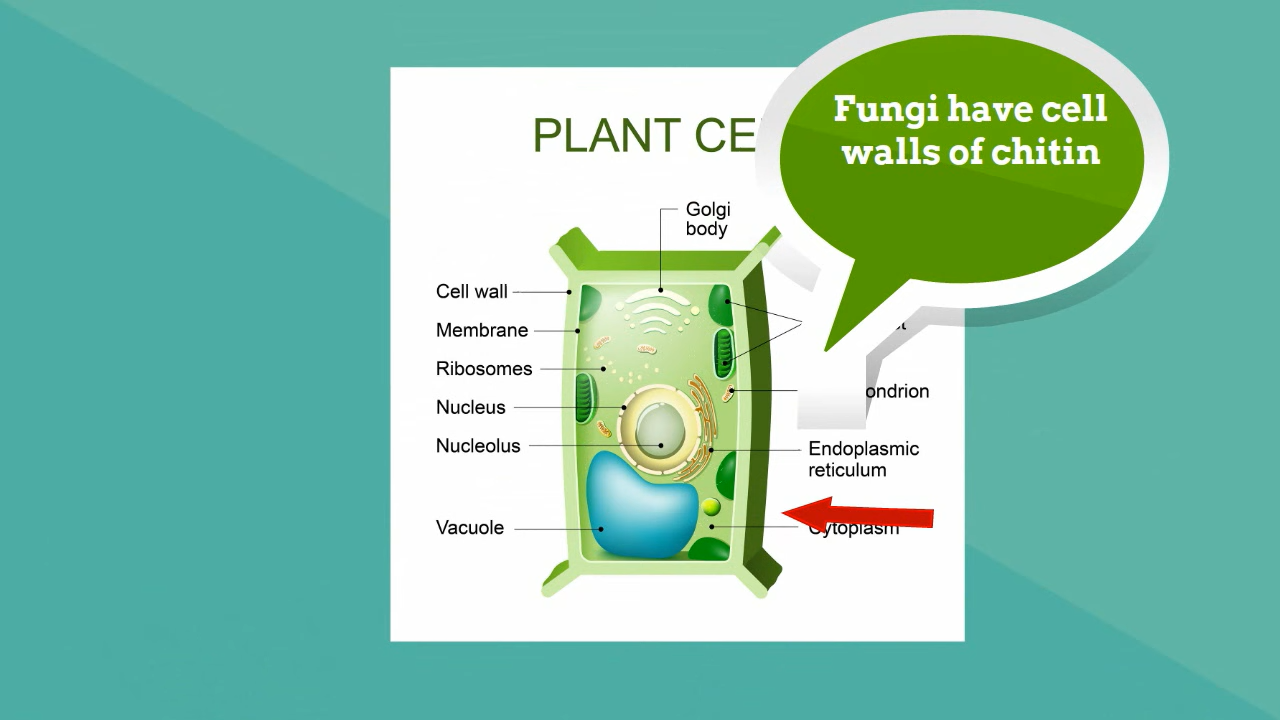 Fungi have cell
walls of chitin
PLANT CE
Golgi
body
Cell wall
Membrane
Ribosomes
Nucleus
Nucleolus
Vacuole
ondrion
Endoplasmic
reticulum
Cytoplasm